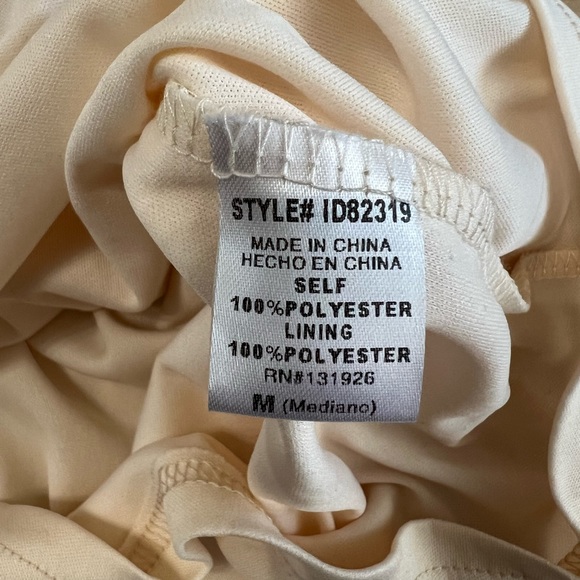 STYLE# ID82319
MADE IN CHINA
HECHO EN CHINA
SELF
100%POLYESTER
LINING
100%POLYESTER
RN#131926
M (Mediano)